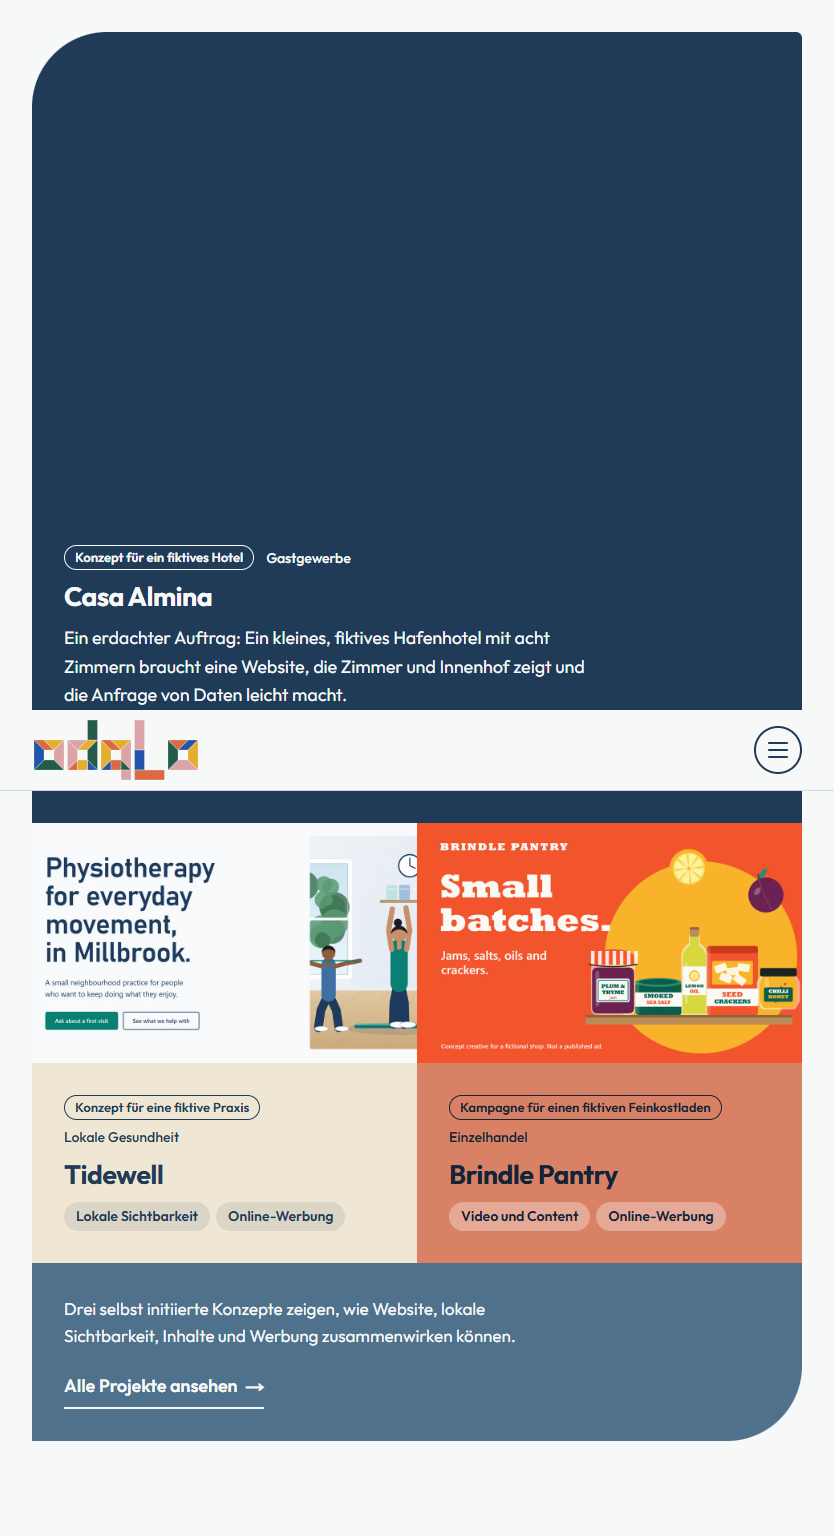 Konzept für ein fiktives Hotel
Gastgewerbe
Casa Almina
Ein erdachter Auftrag: Ein kleines, fiktives Hafenhotel mit acht
Zimmern braucht eine Website, die Zimmer und Innenhof zeigt und
die Anfrage von Daten leicht macht.
Physiotherapy
for everyday
movement,
in Millbrook.
A small neighbourhood practice for people
who want to keep doing what they enjoy.
Ask about a first visit
See what we help with
BRINDLE PANTRY
Small
batches.
Jams, salts, oils and
crackers.
PLUM &
THYME
SMOKED
SEA SALT
LEMON
OIL
SEED
CRACKERS
CHILLI
HONEY
Concept creative for a fictional shop. Not a published ad.
Konzept für eine fiktive Praxis
Lokale Gesundheit
Tidewell
Lokale Sichtbarkeit
Online-Werbung
Kampagne für einen fiktiven Feinkostladen
Einzelhandel
Brindle Pantry
Video und Content
Online-Werbung
Drei selbst initiierte Konzepte zeigen, wie Website, lokale
Sichtbarkeit, Inhalte und Werbung zusammenwirken können.
Alle Projekte ansehen →